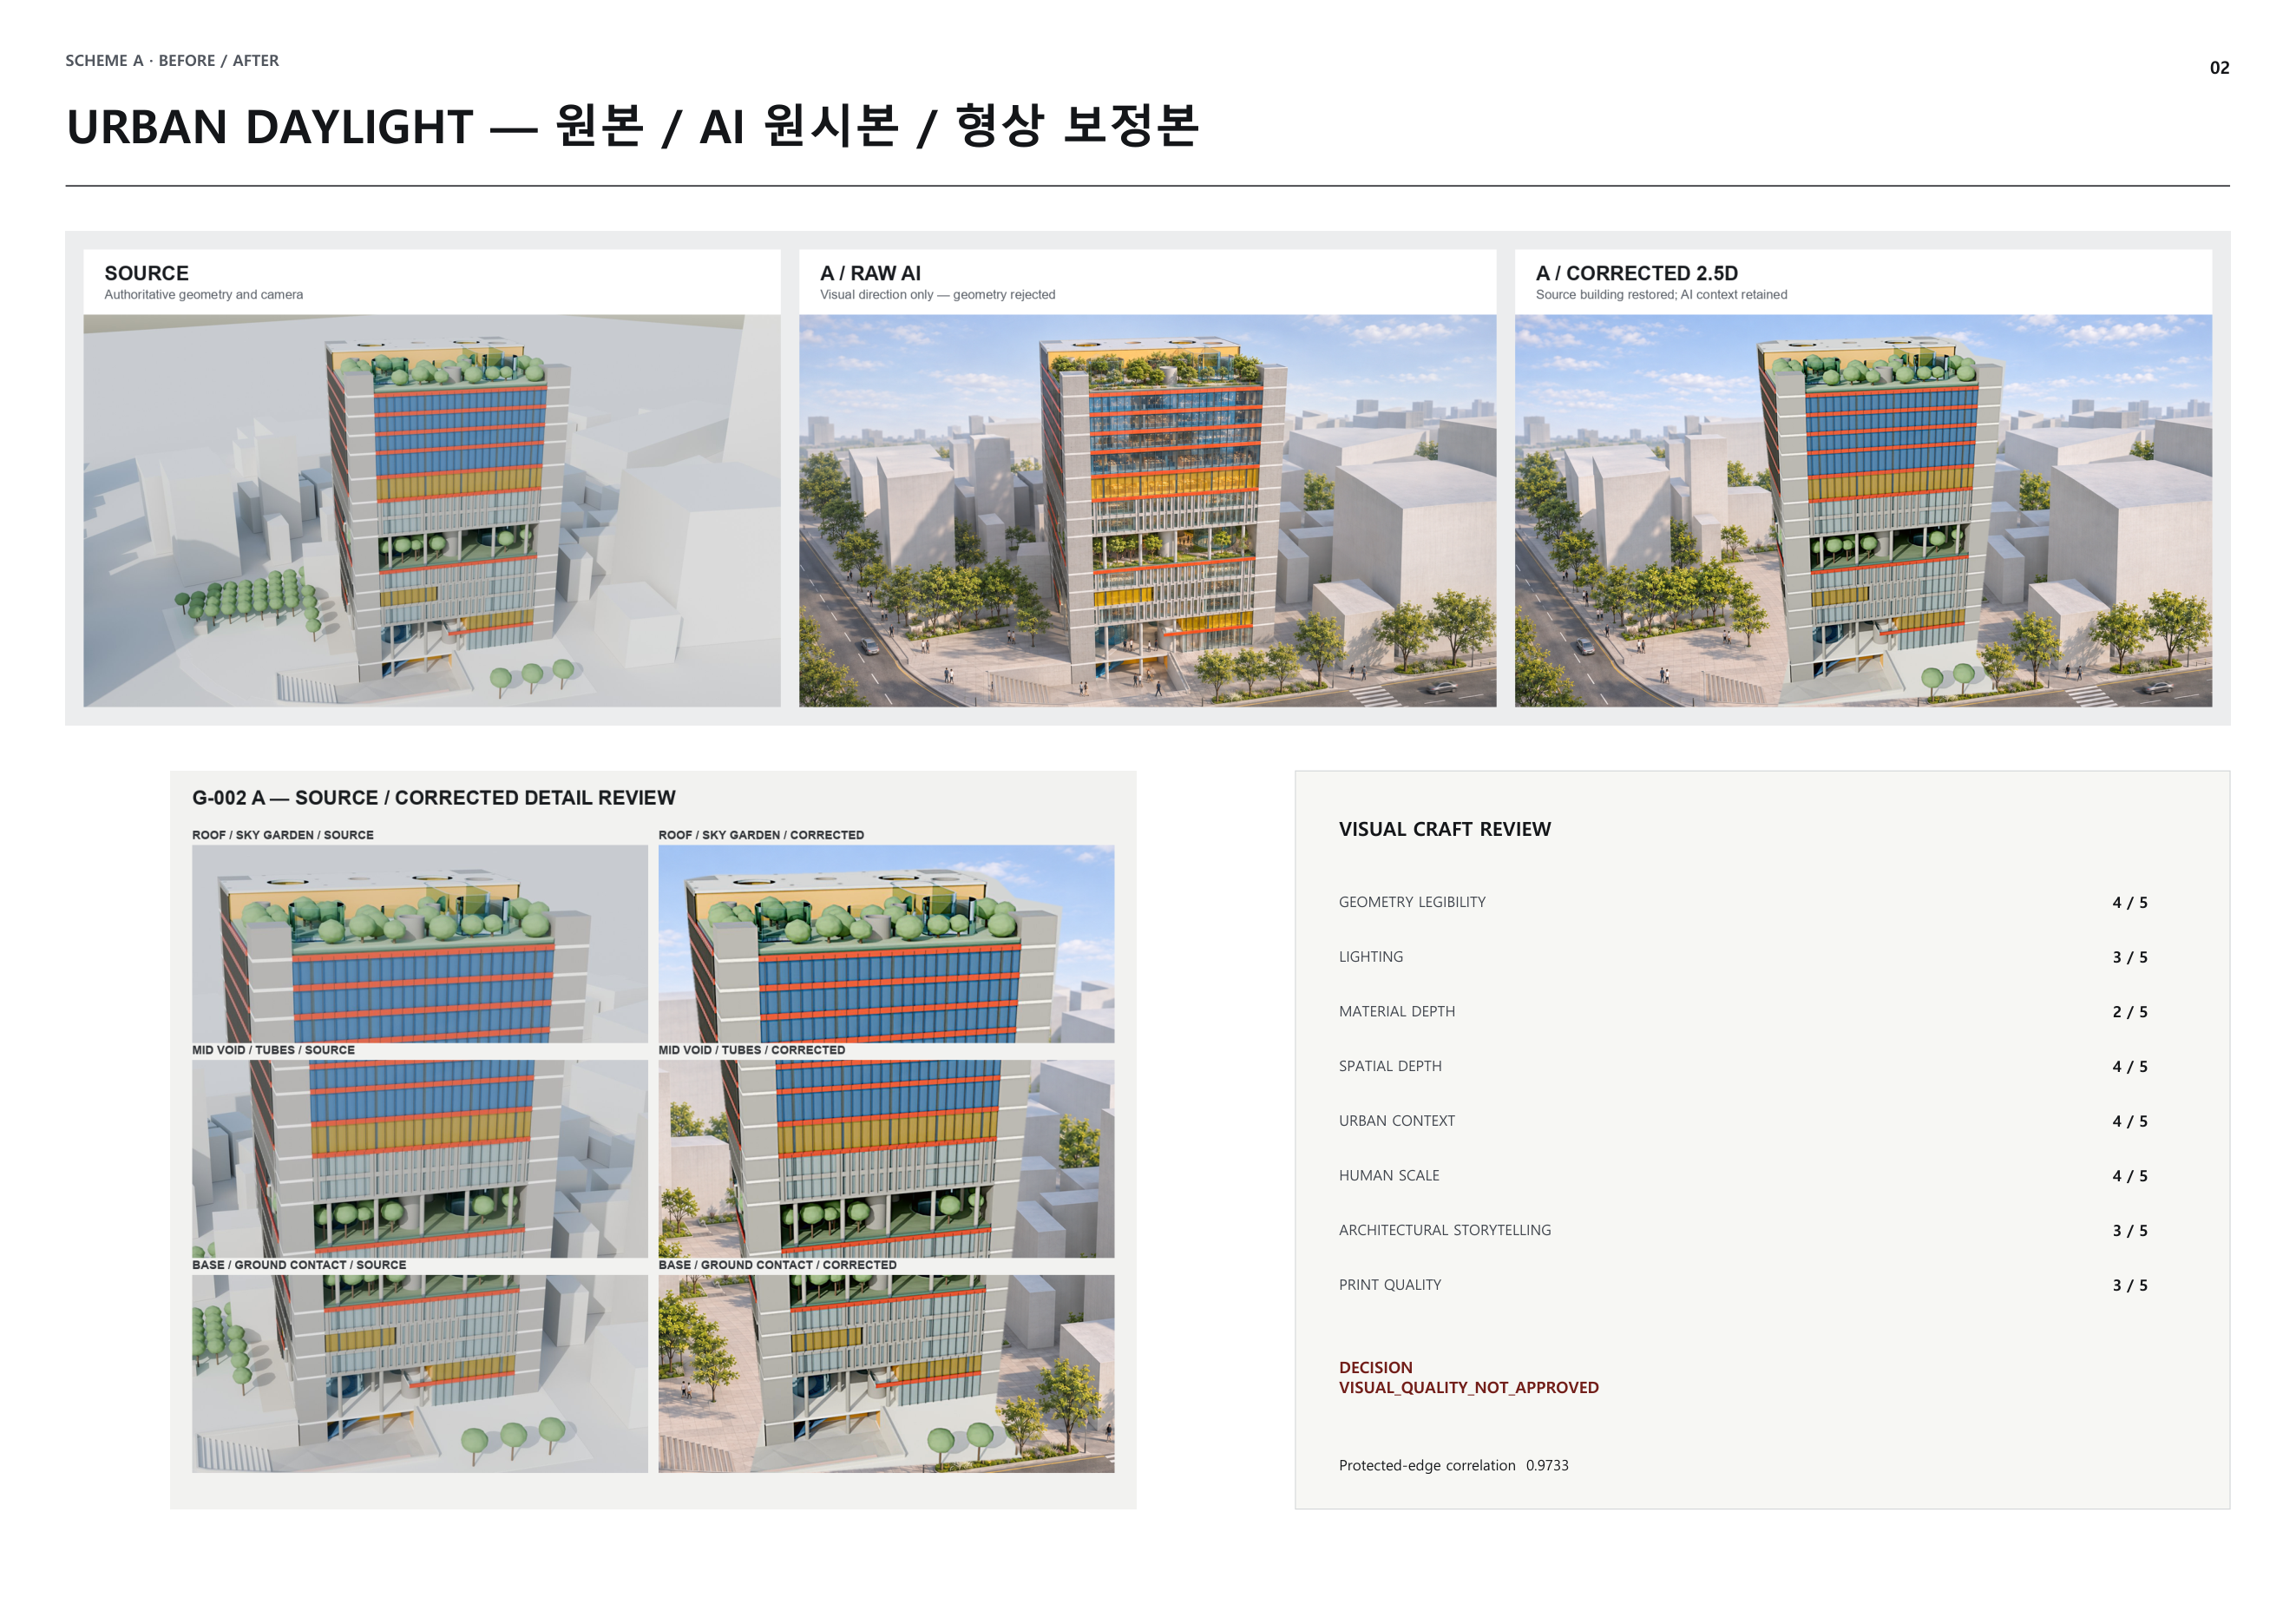 SCHEME A · BEFORE / AFTER
02
URBAN DAYLIGHT — 원본 / AI 원시본 / 형상 보정본
SOURCE
Authoritative geometry and camera
A / RAW AI
Visual direction only — geometry rejected
A / CORRECTED 2.5D
Source building restored; AI context retained
G-002 A — SOURCE / CORRECTED DETAIL REVIEW
ROOF / SKY GARDEN / SOURCE
ROOF / SKY GARDEN / CORRECTED
MID VOID / TUBES / SOURCE
MID VOID / TUBES / CORRECTED
BASE / GROUND CONTACT / SOURCE
BASE / GROUND CONTACT / CORRECTED
VISUAL CRAFT REVIEW
GEOMETRY LEGIBILITY 4 / 5
LIGHTING 3 / 5
MATERIAL DEPTH 2 / 5
SPATIAL DEPTH 4 / 5
URBAN CONTEXT 4 / 5
HUMAN SCALE 4 / 5
ARCHITECTURAL STORYTELLING 3 / 5
PRINT QUALITY 3 / 5
DECISION
VISUAL_QUALITY_NOT_APPROVED
Protected-edge correlation 0.9733